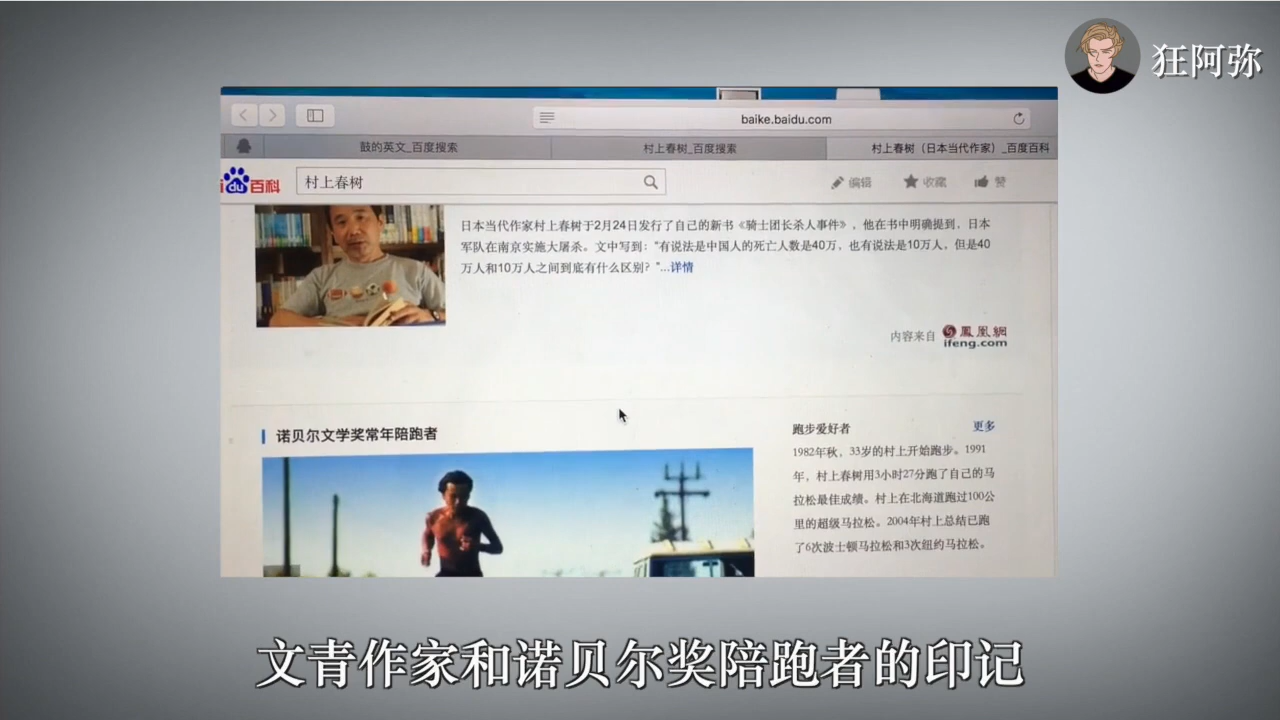 狂阿弥
baike.baidu.com
鼓的英文_百度搜索
村上春树_百度搜索
村上春树（日本当代作家）_百度百科
du百科
村上春树
编辑
收藏
赞
日本当代作家村上春树于2月24日发行了自己的新书《骑士团长杀人事件》，他在书中明确提到，日本
军队在南京实施大屠杀。文中写到："有说法是中国人的死亡人数是40万，也有说法是10万人，但是40
万人和10万人之间到底有什么区别？"...详情
内容来自
鳳凰網
ifeng.com
诺贝尔文学奖常年陪跑者
跑步爱好者
更多
1982年秋，33岁的村上开始跑步。1991
年，村上春树用3小时27分跑了自己的马
拉松最佳成绩。村上在北海道跑过100公
里的超级马拉松。2004年村上总结已跑
了6次波士顿马拉松和3次纽约马拉松。
文青作家和诺贝尔奖陪跑者的印记